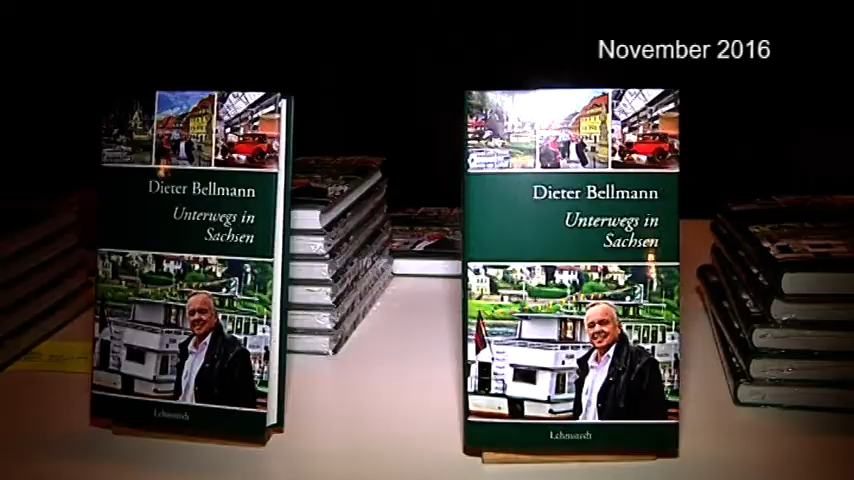 November 2016
Dieter Bellmann
Unterwegs in
Sachsen
Lehmstedt
Dieter Bellmann
Unterwegs in
Sachsen
Lehmstedt